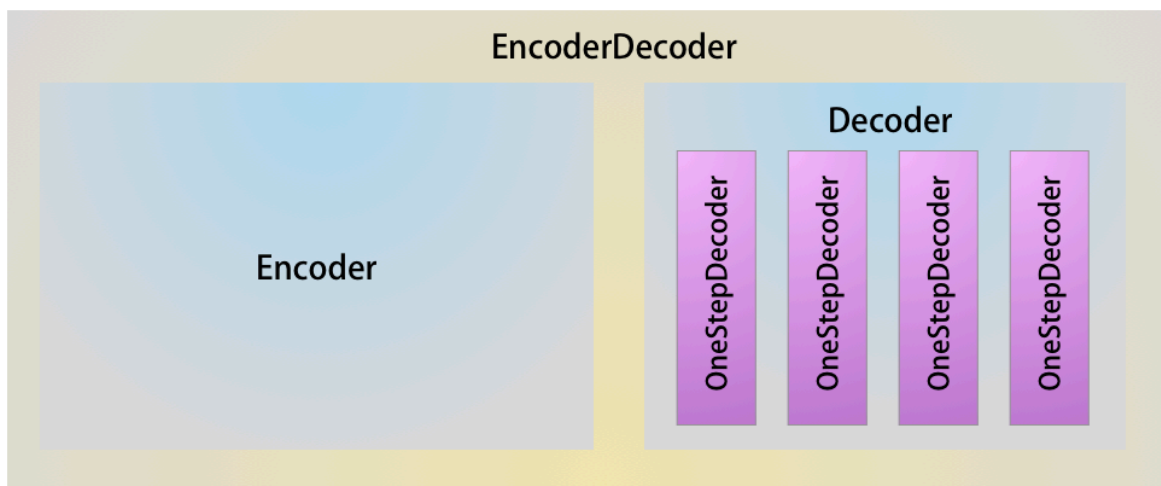 EncoderDecoder
Encoder
Decoder
OneStepDecoder
OneStepDecoder
OneStepDecoder
OneStepDecoder